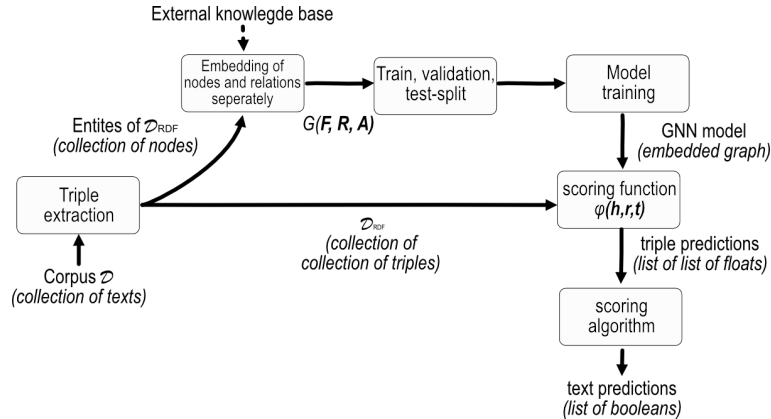 External knowlegde base
Embedding of
nodes and relations
seperately
Train, validation,
test-split
Model
training
G(F, R, A)
Entites of 𝒟RDF
(collection of nodes)
GNN model
(embedded graph)
Triple
extraction
scoring function
φ(h,r,t)
𝒟RDF
(collection of
collection of triples)
Corpus 𝒟
(collection of texts)
triple predictions
(list of list of floats)
scoring
algorithm
text predictions
(list of booleans)